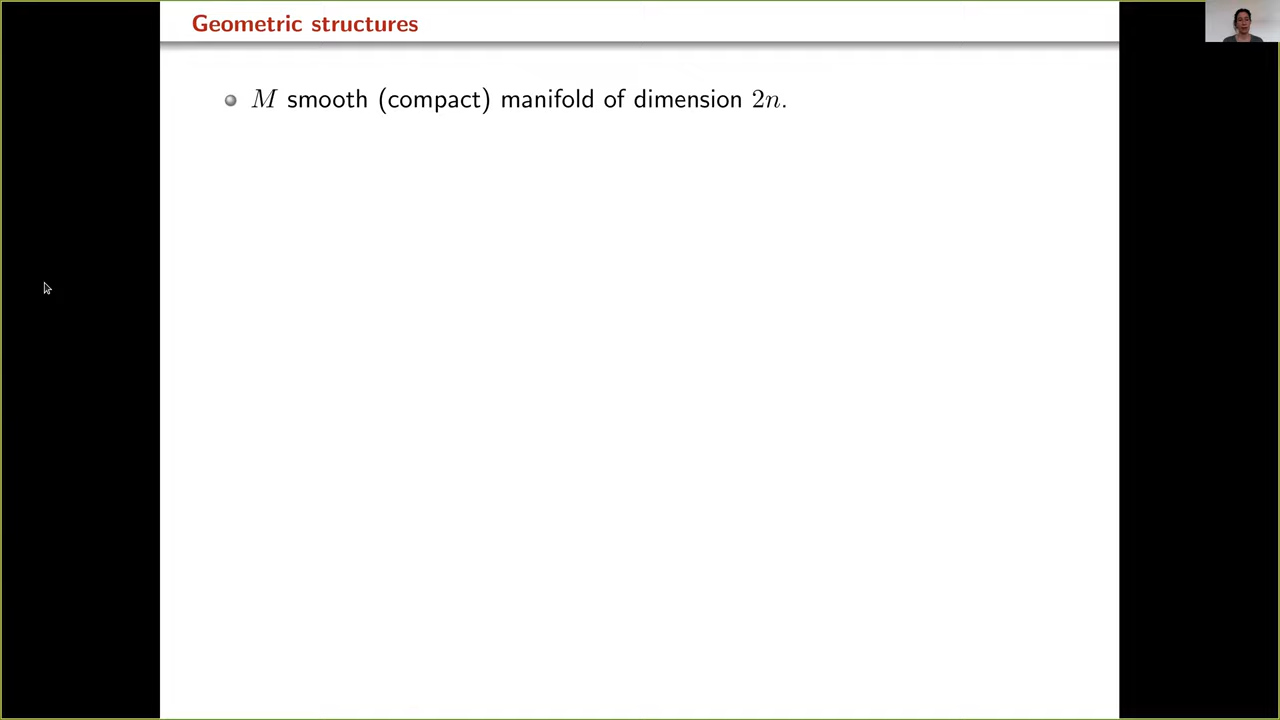 Geometric structures
M smooth (compact) manifold of dimension 2n.